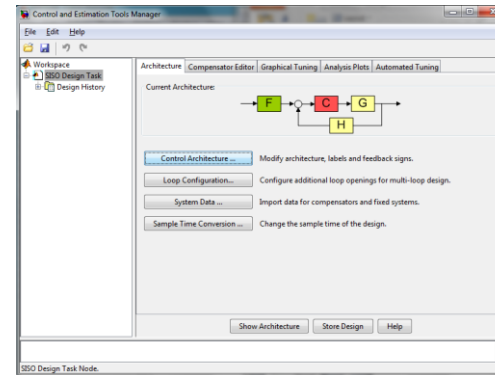 Control and Estimation Tools Manager
File Edit Help
Workspace
SISO Design Task
Design History
Architecture Compensator Editor Graphical Tuning Analysis Plots Automated Tuning
Current Architecture:
F C G
H
Control Architecture ... Modify architecture, labels and feedback signs.
Loop Configuration... Configure additional loop openings for multi-loop design.
System Data ... Import data for compensators and fixed systems.
Sample Time Conversion ... Change the sample time of the design.
Show Architecture Store Design Help
SISO Design Task Node.